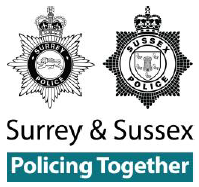 SURREY
POLICE
SUSSEX
POLICE
Surrey & Sussex
Policing Together